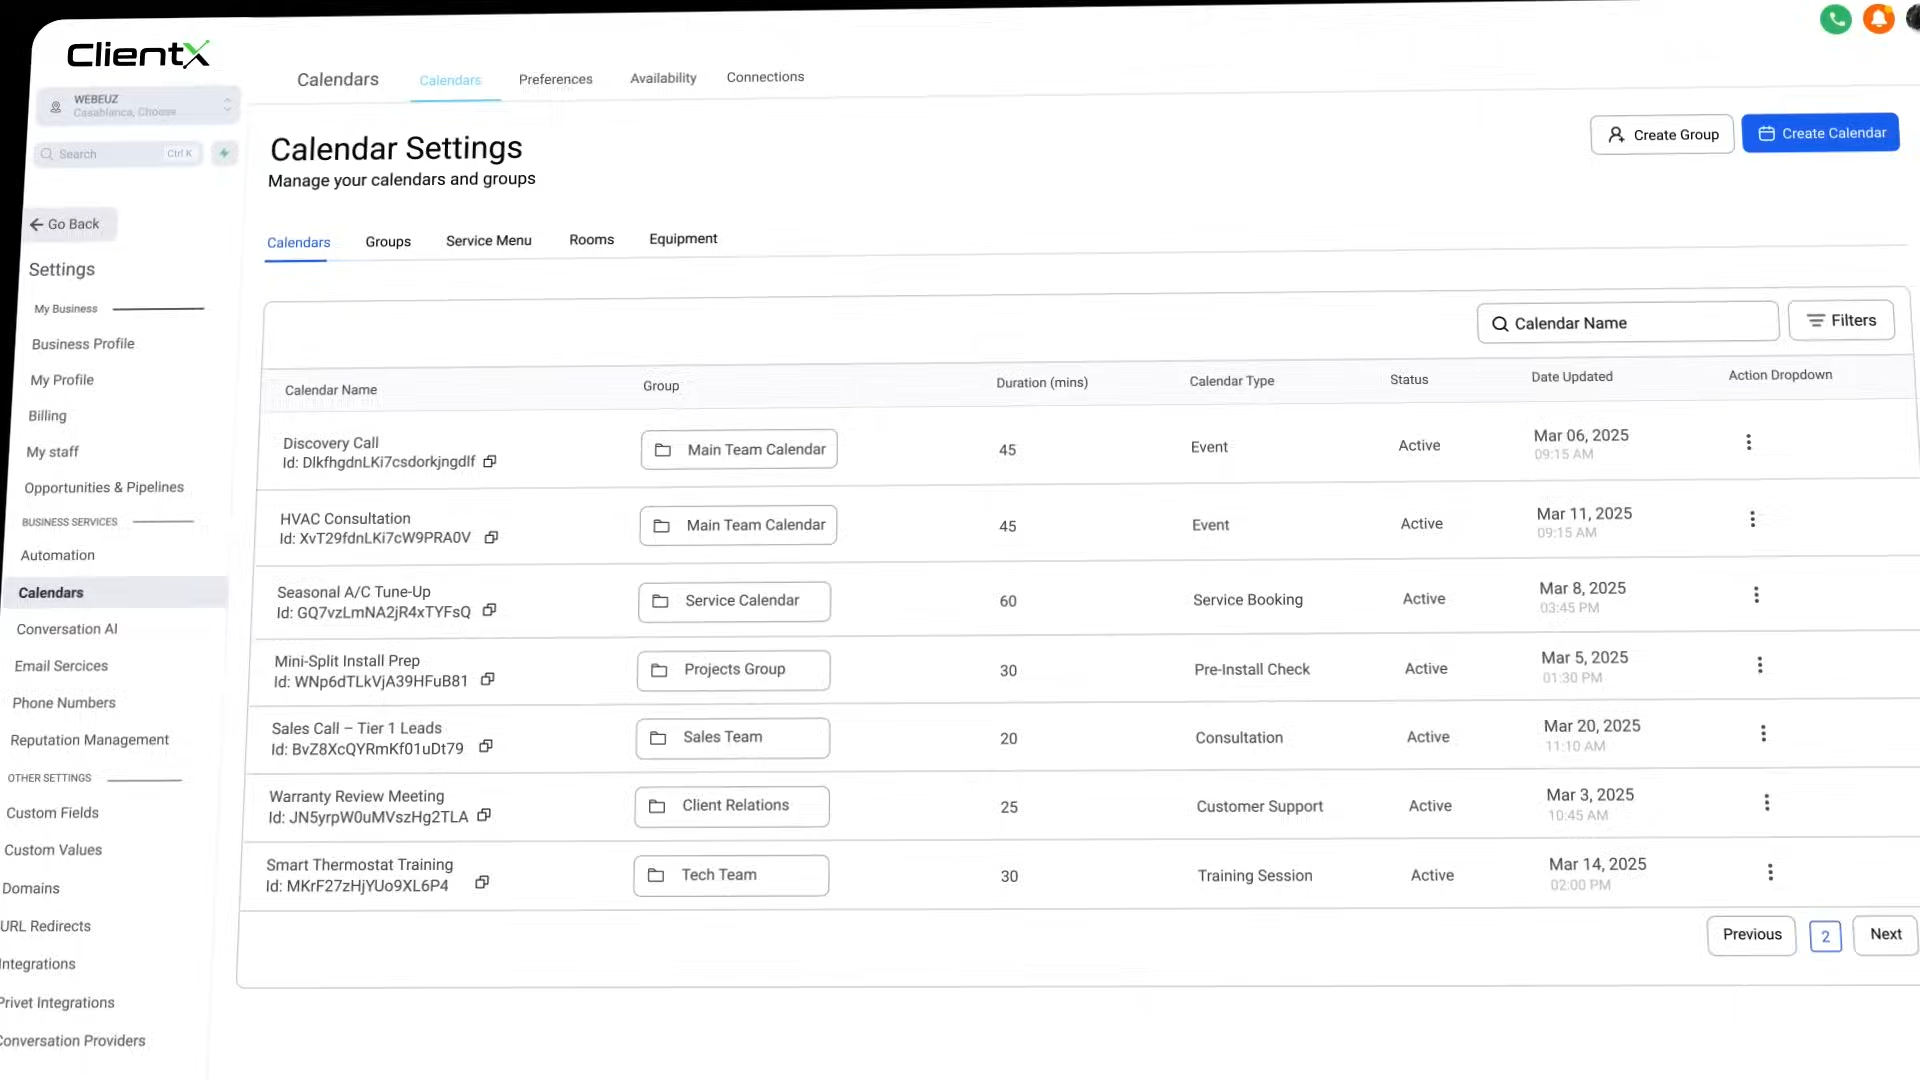 ClientX
Calendars
Calendars
Preferences
Availability
Connections
WEBEUZ
Casablanca, Choose
Search
Ctrl K
Calendar Settings
Manage your calendars and groups
Create Group
Create Calendar
Go Back
Calendars
Groups
Service Menu
Rooms
Equipment
Settings
My Business
Business Profile
My Profile
Billing
My staff
Opportunities & Pipelines
BUSINESS SERVICES
Automation
Calendars
Conversation AI
Email Sercices
Phone Numbers
Reputation Management
OTHER SETTINGS
Custom Fields
Custom Values
Domains
URL Redirects
Integrations
Privet Integrations
Conversation Providers
Calendar Name
Filters
Calendar Name
Group
Duration (mins)
Calendar Type
Status
Date Updated
Action Dropdown
Discovery Call
Id: DlkfhgdnLKi7csdorkjngdlf
Main Team Calendar
45
Event
Active
Mar 06, 2025
09:15 AM
HVAC Consultation
Id: XvT29fdnLKi7cW9PRA0V
Main Team Calendar
45
Event
Active
Mar 11, 2025
09:15 AM
Seasonal A/C Tune-Up
Id: GQ7vzLmNA2jR4xTYFsQ
Service Calendar
60
Service Booking
Active
Mar 8, 2025
03:45 PM
Mini-Split Install Prep
Id: WNp6dTLkVjA39HFuB81
Projects Group
30
Pre-Install Check
Active
Mar 5, 2025
01:30 PM
Sales Call – Tier 1 Leads
Id: BvZ8XcQYRmKf01uDt79
Sales Team
20
Consultation
Active
Mar 20, 2025
11:10 AM
Warranty Review Meeting
Id: JN5yrpW0uMVszHg2TLA
Client Relations
25
Customer Support
Active
Mar 3, 2025
10:45 AM
Smart Thermostat Training
Id: MKrF27zHjYUo9XL6P4
Tech Team
30
Training Session
Active
Mar 14, 2025
02:00 PM
Previous
2
Next